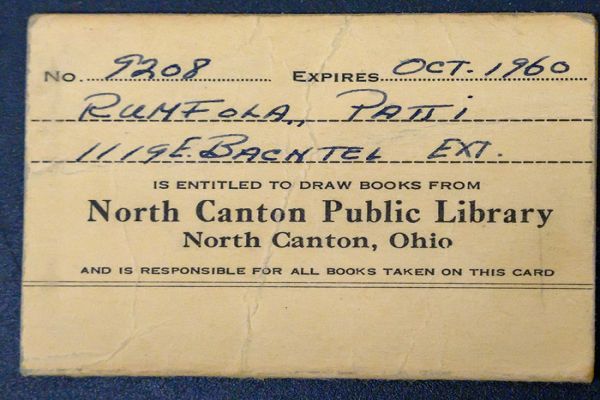 No. 9208 Expires Oct. 1960
Rumfola, Patti
1119 E. Bachtel Ext.
IS ENTITLED TO DRAW BOOKS FROM
North Canton Public Library
North Canton, Ohio
AND IS RESPONSIBLE FOR ALL BOOKS TAKEN ON THIS CARD